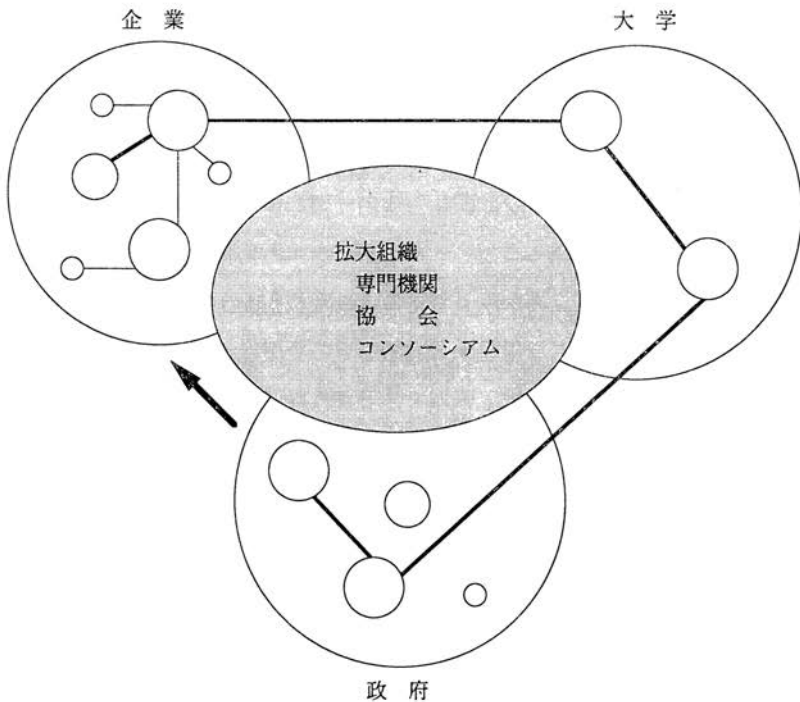 企業
大学
拡大組織
専門機関
協会
コンソーシアム
政府